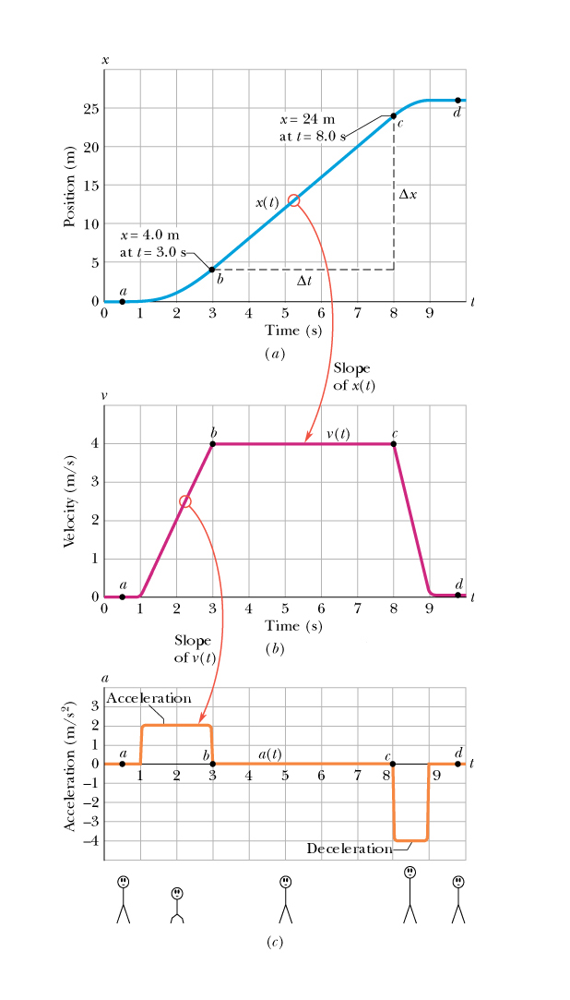 x
25
20
15
10
5
0
Position (m)
x = 24 m
at t = 8.0 s
c
d
x(t)
Δx
x = 4.0 m
at t = 3.0 s
b
Δt
a
0 1 2 3 4 5 6 7 8 9 t
Time (s)
(a)
Slope
of x(t)
v
4
3
2
1
0
Velocity (m/s)
b
v(t)
c
a
d
0 1 2 3 4 5 6 7 8 9 t
Time (s)
(b)
Slope
of v(t)
a
3
2
1
0
–1
–2
–3
–4
Acceleration (m/s²)
Acceleration
a
b
a(t)
c
d
1 2 3 4 5 6 7 8 9 t
Deceleration
(c)